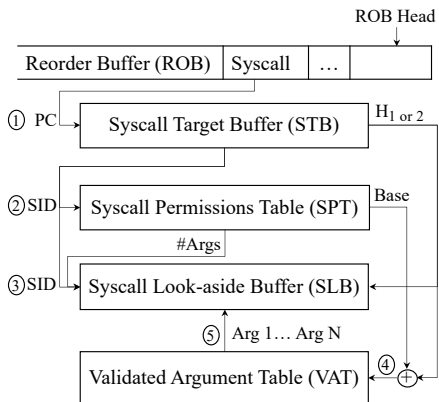 ROB Head
Reorder Buffer (ROB) Syscall ...
1 PC
Syscall Target Buffer (STB)
H1 or 2
2 SID
Syscall Permissions Table (SPT)
Base
#Args
3 SID
Syscall Look-aside Buffer (SLB)
5 Arg 1... Arg N
4
+
Validated Argument Table (VAT)